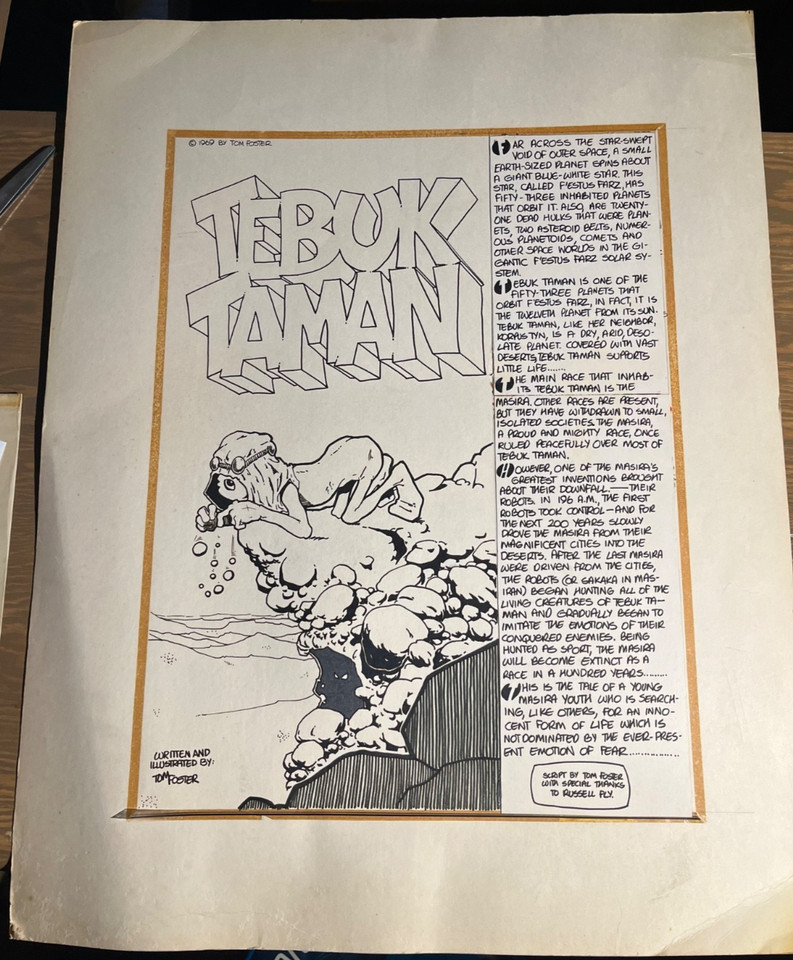 © 1969 BY TOM FOSTER
TEBUK
TAMAN
FAR ACROSS THE STAR-SWEPT
VOID OF OUTER SPACE, A SMALL
EARTH-SIZED PLANET SPINS ABOUT
A GIANT BLUE-WHITE STAR. THIS
STAR, CALLED F'ESTUS FARZ, HAS
FIFTY-THREE INHABITED PLANETS
THAT ORBIT IT. ALSO, ARE TWENTY-
ONE DEAD HULKS THAT WERE PLAN-
ETS, TWO ASTEROID BELTS, NUMER-
OUS PLANETOIDS, COMETS AND
OTHER SPACE WORLDS IN THE GI-
GANTIC F'ESTUS FARZ SOLAR SY-
STEM.
TEBUK TAMAN IS ONE OF THE
FIFTY-THREE PLANETS THAT
ORBIT F'ESTUS FARZ, IN FACT, IT IS
THE TWELVETH PLANET FROM ITS SUN.
TEBUK TAMAN, LIKE HER NEIGHBOR,
KORAUS TYN, IS A DRY, ARID, DESO-
LATE PLANET. COVERED WITH VAST
DESERTS, TEBUK TAMAN SUPPORTS
LITTLE LIFE......
THE MAIN RACE THAT INHAB-
ITS TEBUK TAMAN IS THE
MASIRA. OTHER RACES ARE PRESENT,
BUT THEY HAVE WITHDRAWN TO SMALL,
ISOLATED SOCIETIES. THE MASIRA,
A PROUD AND MIGHTY RACE, ONCE
RULED PEACEFULLY OVER MOST OF
TEBUK TAMAN.
HOWEVER, ONE OF THE MASIRA'S
GREATEST INVENTIONS BROUGHT
ABOUT THEIR DOWNFALL.—THEIR
ROBOTS. IN 196 A.M., THE FIRST
ROBOTS TOOK CONTROL—AND FOR
THE NEXT 200 YEARS SLOWLY
DROVE THE MASIRA FROM THEIR
MAGNIFICENT CITIES INTO THE
DESERTS. AFTER THE LAST MASIRA
WERE DRIVEN FROM THE CITIES,
THE ROBOTS (OR GAKAKA IN MAS-
IRAN) BEGAN HUNTING ALL OF THE
LIVING CREATURES OF TEBUK TA-
MAN AND GRADUALLY BEGAN TO
IMITATE THE EMOTIONS OF THEIR
CONQUERED ENEMIES. BEING
HUNTED AS SPORT, THE MASIRA
WILL BECOME EXTINCT AS A
RACE IN A HUNDRED YEARS.........
THIS IS THE TALE OF A YOUNG
MASIRA YOUTH WHO IS SEARCH-
ING, LIKE OTHERS, FOR AN INNO-
CENT FORM OF LIFE WHICH IS
NOT DOMINATED BY THE EVER-PRES-
ENT EMOTION OF FEAR..............
WRITTEN AND
ILLUSTRATED BY:
TOM FOSTER
SCRIPT BY TOM FOSTER
WITH SPECIAL THANKS
TO RUSSELL FLY.